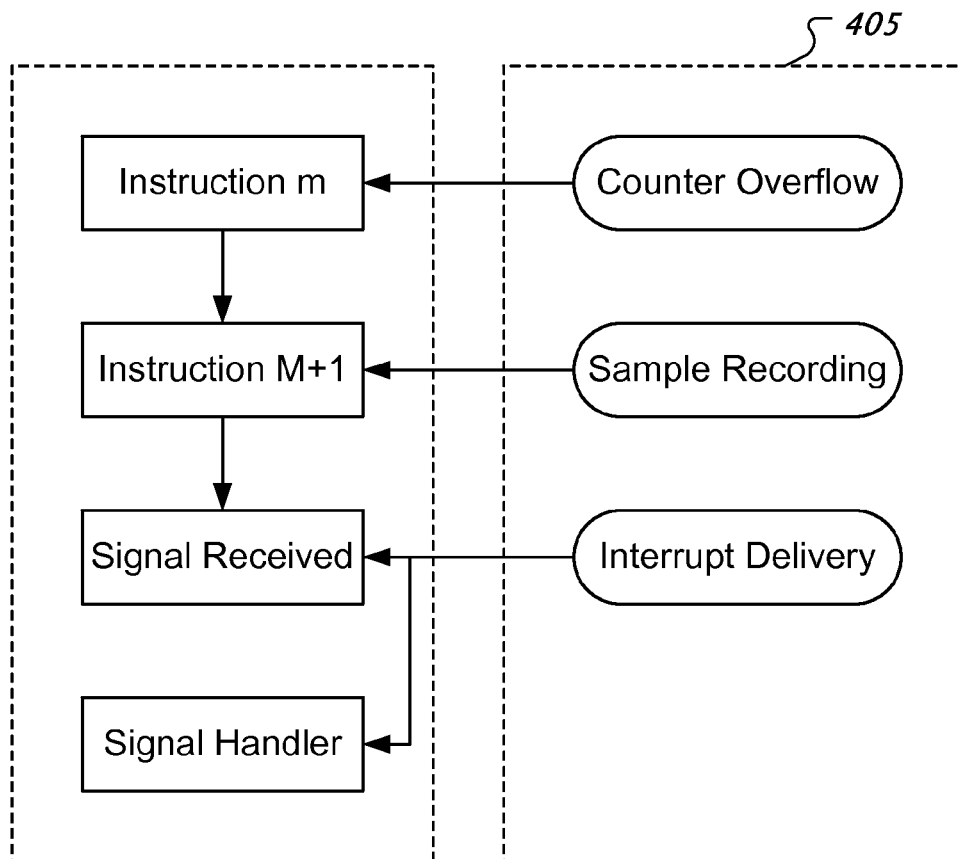 405
Instruction m
Counter Overflow
Instruction M+1
Sample Recording
Signal Received
Interrupt Delivery
Signal Handler